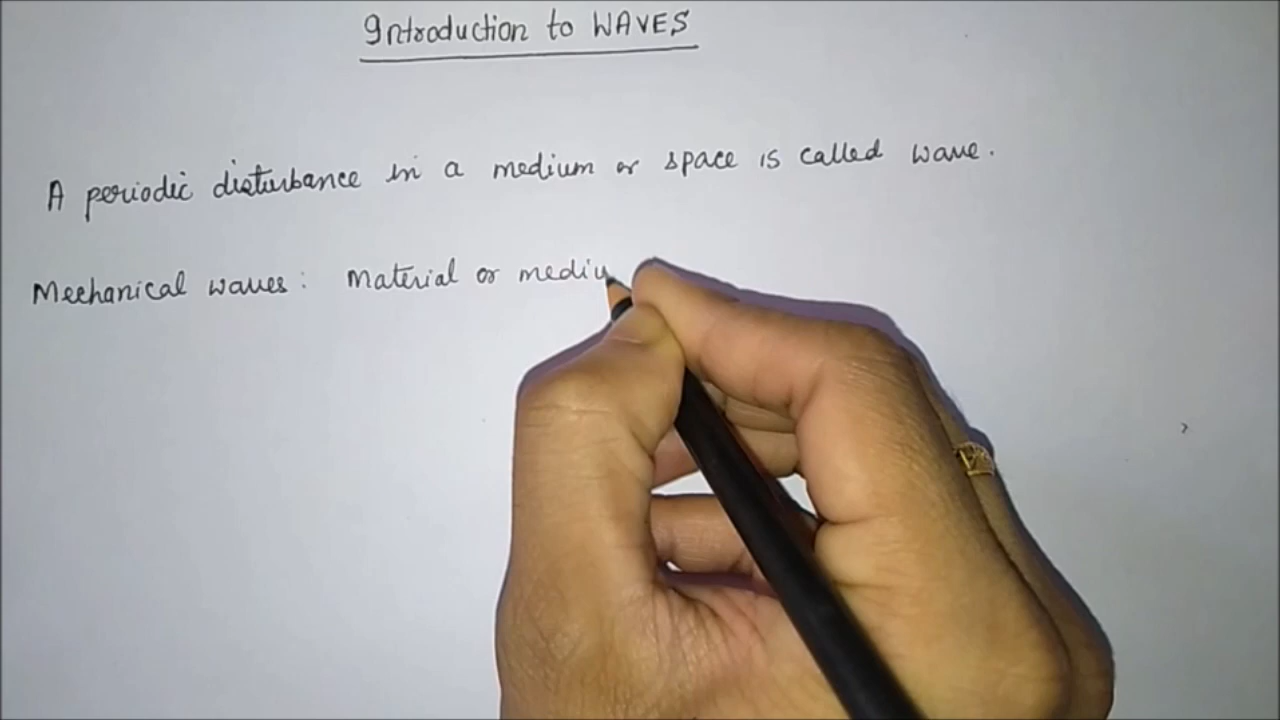 Introduction to WAVES
A periodic disturbance in a medium or space is called wave.
Mechanical waves: Material or mediu